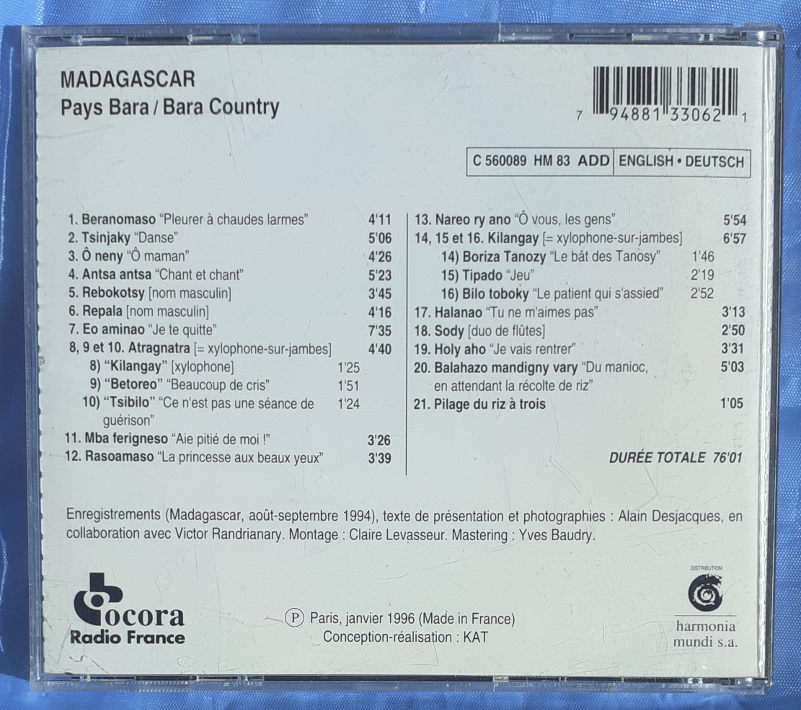 MADAGASCAR
Pays Bara / Bara Country
7 94881 33062 1
C 560089 HM 83 ADD ENGLISH • DEUTSCH
1. Beranomaso “Pleurer à chaudes larmes” 4'11
2. Tsinjaky “Danse” 5'06
3. Ô neny “Ô maman” 4'26
4. Antsa antsa “Chant et chant” 5'23
5. Rebokotsy [nom masculin] 3'45
6. Repala [nom masculin] 4'16
7. Eo aminao “Je te quitte” 7'35
8, 9 et 10. Atragnatra [= xylophone-sur-jambes] 4'40
8) “Kilangay” [xylophone] 1'25
9) “Betoreo” “Beaucoup de cris” 1'51
10) “Tsibilo” “Ce n'est pas une séance de 1'24
guérison”
11. Mba ferigneso “Aie pitié de moi !” 3'26
12. Rasoamaso “La princesse aux beaux yeux” 3'39
13. Nareo ry ano “Ô vous, les gens” 5'54
14, 15 et 16. Kilangay [= xylophone-sur-jambes] 6'57
14) Boriza Tanozy “Le bât des Tanosy” 1'46
15) Tipado “Jeu” 2'19
16) Bilo toboky “Le patient qui s'assied” 2'52
17. Halanao “Tu ne m'aimes pas” 3'13
18. Sody [duo de flûtes] 2'50
19. Holy aho “Je vais rentrer” 3'31
20. Balahazo mandigny vary “Du manioc, 5'03
en attendant la récolte de riz”
21. Pilage du riz à trois 1'05
DURÉE TOTALE 76'01
Enregistrements (Madagascar, août-septembre 1994), texte de présentation et photographies : Alain Desjacques, en
collaboration avec Victor Randrianary. Montage : Claire Levasseur. Mastering : Yves Baudry.
ocora
Radio France
Ⓟ Paris, janvier 1996 (Made in France)
Conception-réalisation : KAT
DISTRIBUTION
harmonia
mundi s.a.